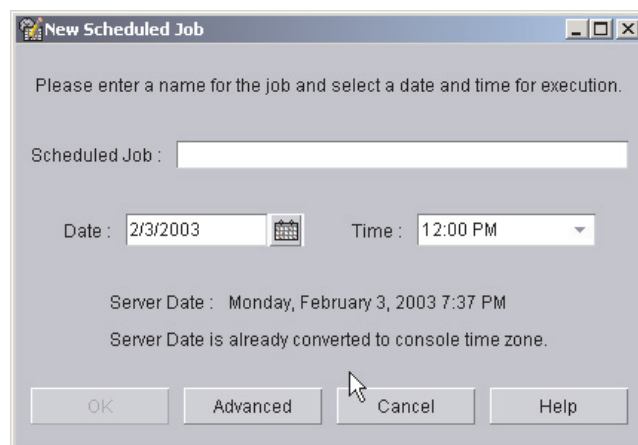 New Scheduled Job
Please enter a name for the job and select a date and time for execution.
Scheduled Job :
Date : 2/3/2003 Time : 12:00 PM
Server Date : Monday, February 3, 2003 7:37 PM
Server Date is already converted to console time zone.
OK Advanced Cancel Help